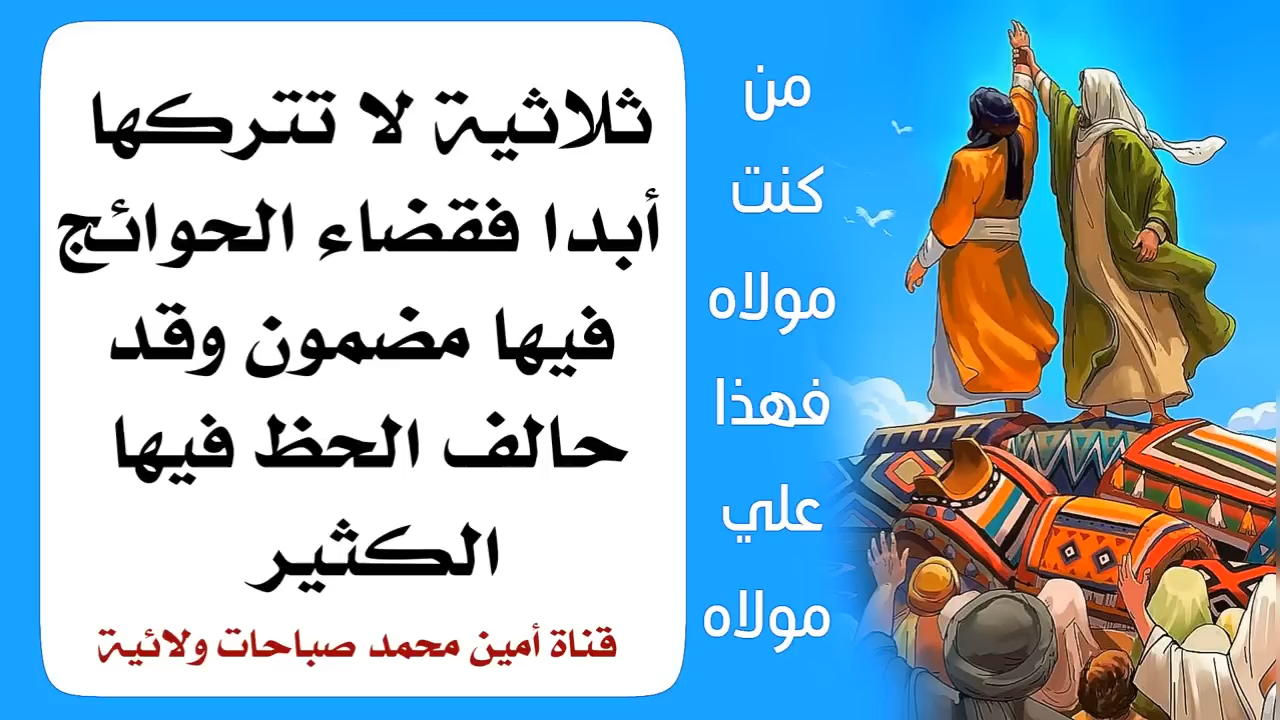 ثلاثية لا تتركها
أبدا فقضاء الحوائج
فيها مضمون وقد
حالف الحظ فيها
الكثير
قناة أمين محمد صباحات ولائية
من
كنت
مولاه
فهذا
علي
مولاه